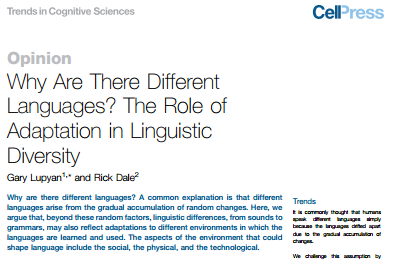 Trends in Cognitive Sciences
CellPress
Opinion
Why Are There Different
Languages? The Role of
Adaptation in Linguistic
Diversity
Gary Lupyan1,* and Rick Dale2
Why are there different languages? A common explanation is that different
languages arise from the gradual accumulation of random changes. Here, we
argue that, beyond these random factors, linguistic differences, from sounds to
grammars, may also reflect adaptations to different environments in which the
languages are learned and used. The aspects of the environment that could
shape language include the social, the physical, and the technological.
Trends
It is commonly thought that humans
speak different languages simply
because the languages drifted apart
due to the gradual accumulation of
changes.
We challenge this assumption by